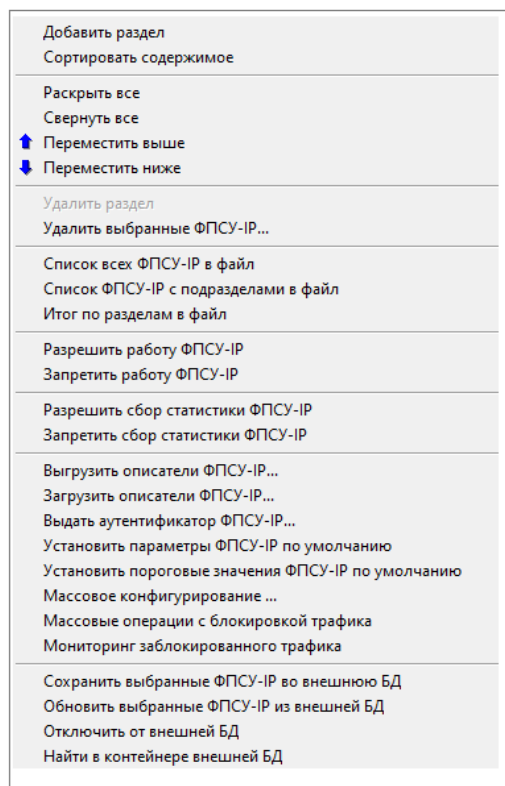 Добавить раздел
Сортировать содержимое
Раскрыть все
Свернуть все
Переместить выше
Переместить ниже
Удалить раздел
Удалить выбранные ФПСУ-IP...
Список всех ФПСУ-IP в файл
Список ФПСУ-IP с подразделами в файл
Итог по разделам в файл
Разрешить работу ФПСУ-IP
Запретить работу ФПСУ-IP
Разрешить сбор статистики ФПСУ-IP
Запретить сбор статистики ФПСУ-IP
Выгрузить описатели ФПСУ-IP...
Загрузить описатели ФПСУ-IP...
Выдать аутентификатор ФПСУ-IP...
Установить параметры ФПСУ-IP по умолчанию
Установить пороговые значения ФПСУ-IP по умолчанию
Массовое конфигурирование ...
Массовые операции с блокировкой трафика
Мониторинг заблокированного трафика
Сохранить выбранные ФПСУ-IP во внешнюю БД
Обновить выбранные ФПСУ-IP из внешней БД
Отключить от внешней БД
Найти в контейнере внешней БД